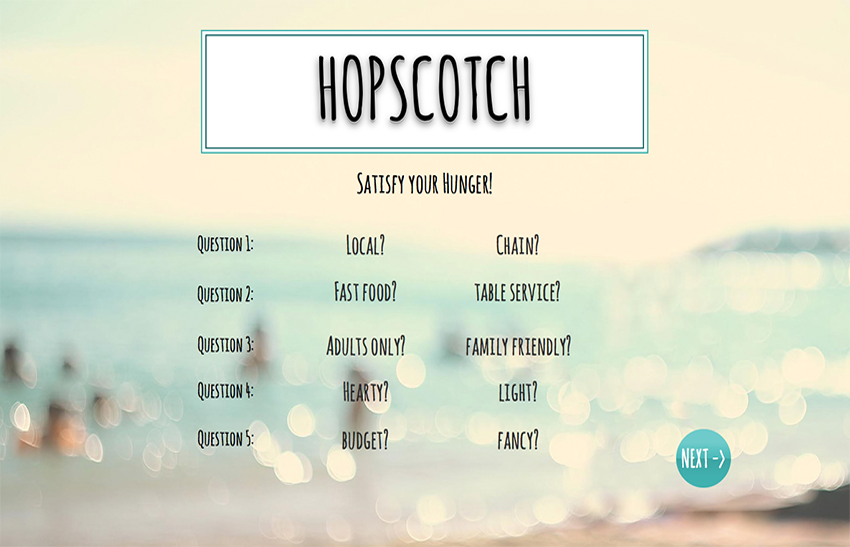 HOPSCOTCH
Satisfy your Hunger!
Question 1: Local? Chain?
Question 2: Fast food? table service?
Question 3: Adults only? family friendly?
Question 4: Hearty? light?
Question 5: budget? fancy?
NEXT ->